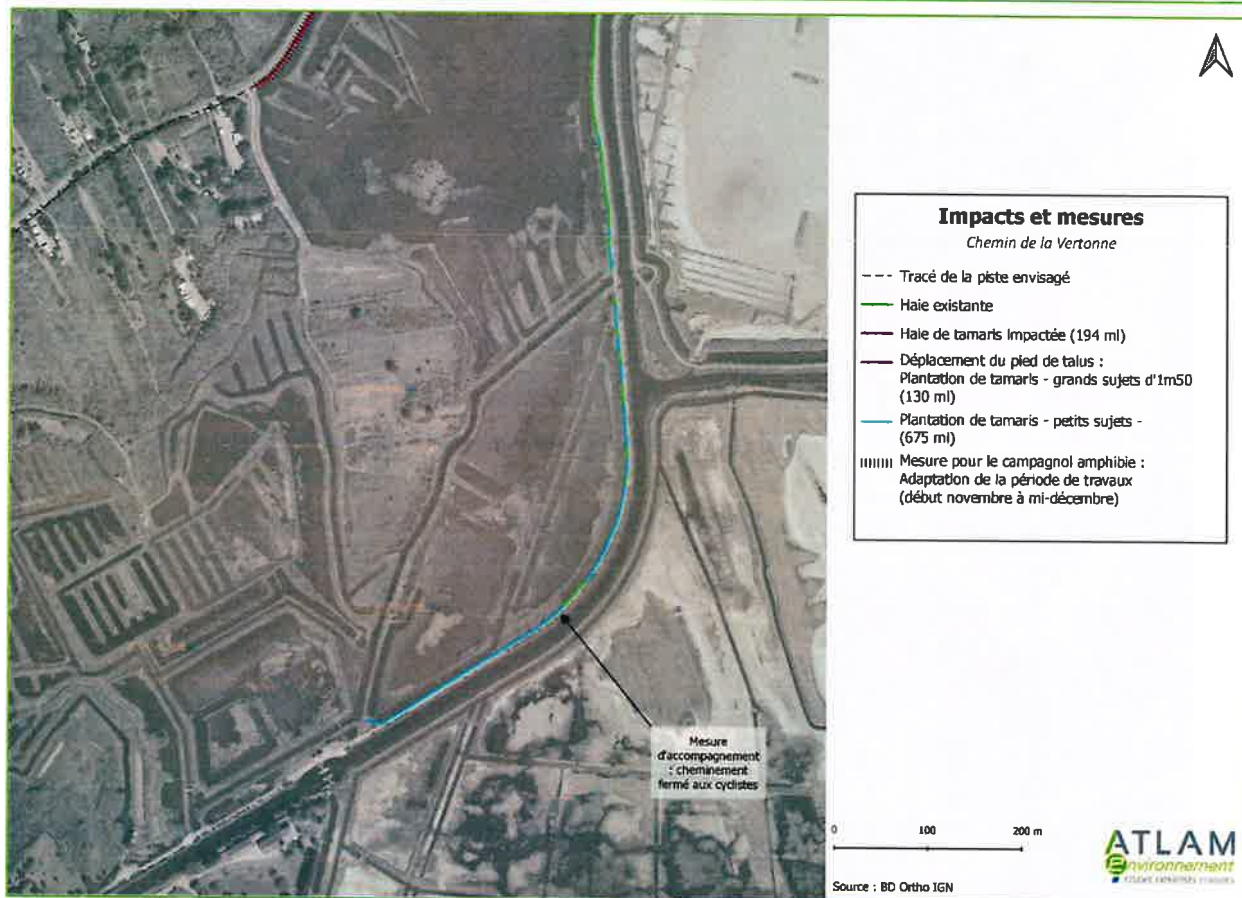 Impacts et mesures
Chemin de la Vertonne
Tracé de la piste envisagé
Haie existante
Haie de tamaris impactée (194 ml)
Déplacement du pied de talus :
Plantation de tamaris - grands sujets d'1m50
(130 ml)
Plantation de tamaris - petits sujets -
(675 ml)
Mesure pour le campagnol amphibie :
Adaptation de la période de travaux
(début novembre à mi-décembre)
Mesure
d'accompagnement
: cheminement
fermé aux cyclistes
0 100 200 m
Source : BD Ortho IGN
ATLAM
Environnement